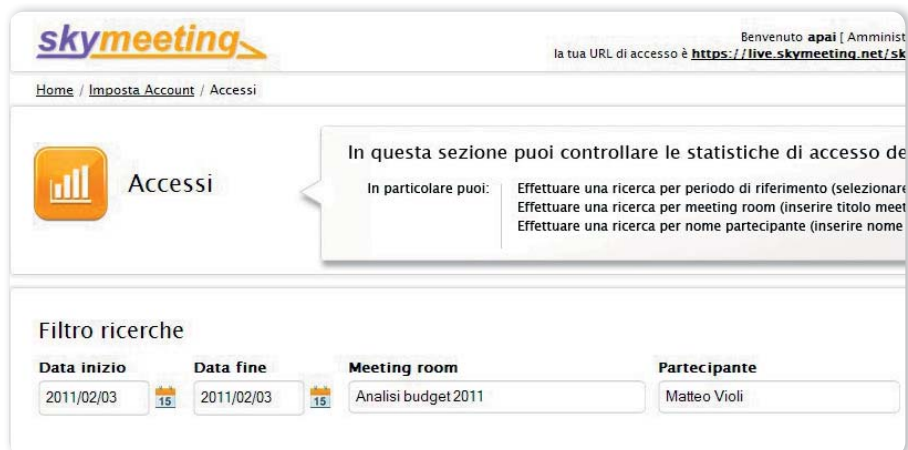 skymeeting
Benvenuto apai [ Amminist
la tua URL di accesso è https://live.skymeeting.net/sk
Home / Imposta Account / Accessi
Accessi
In questa sezione puoi controllare le statistiche di accesso de
In particolare puoi:
Effettuare una ricerca per periodo di riferimento (selezionare
Effettuare una ricerca per meeting room (inserire titolo meet
Effettuare una ricerca per nome partecipante (inserire nome
Filtro ricerche
Data inizio Data fine Meeting room Partecipante
2011/02/03 15 2011/02/03 15 Analisi budget 2011 Matteo Violi